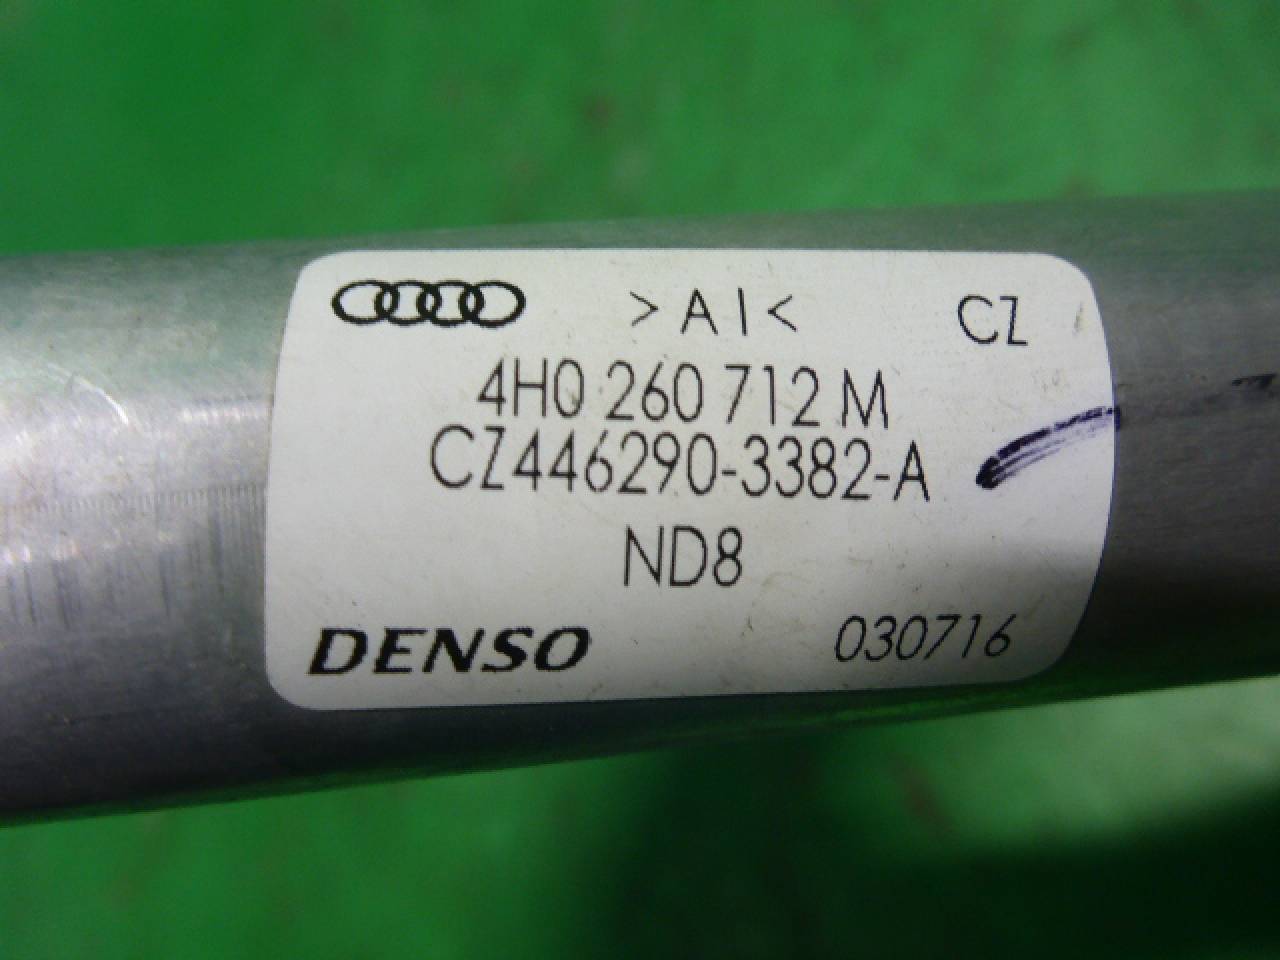 >AI< CZ
4H0 260 712 M
CZ446290-3382-A
ND8
DENSO 030716